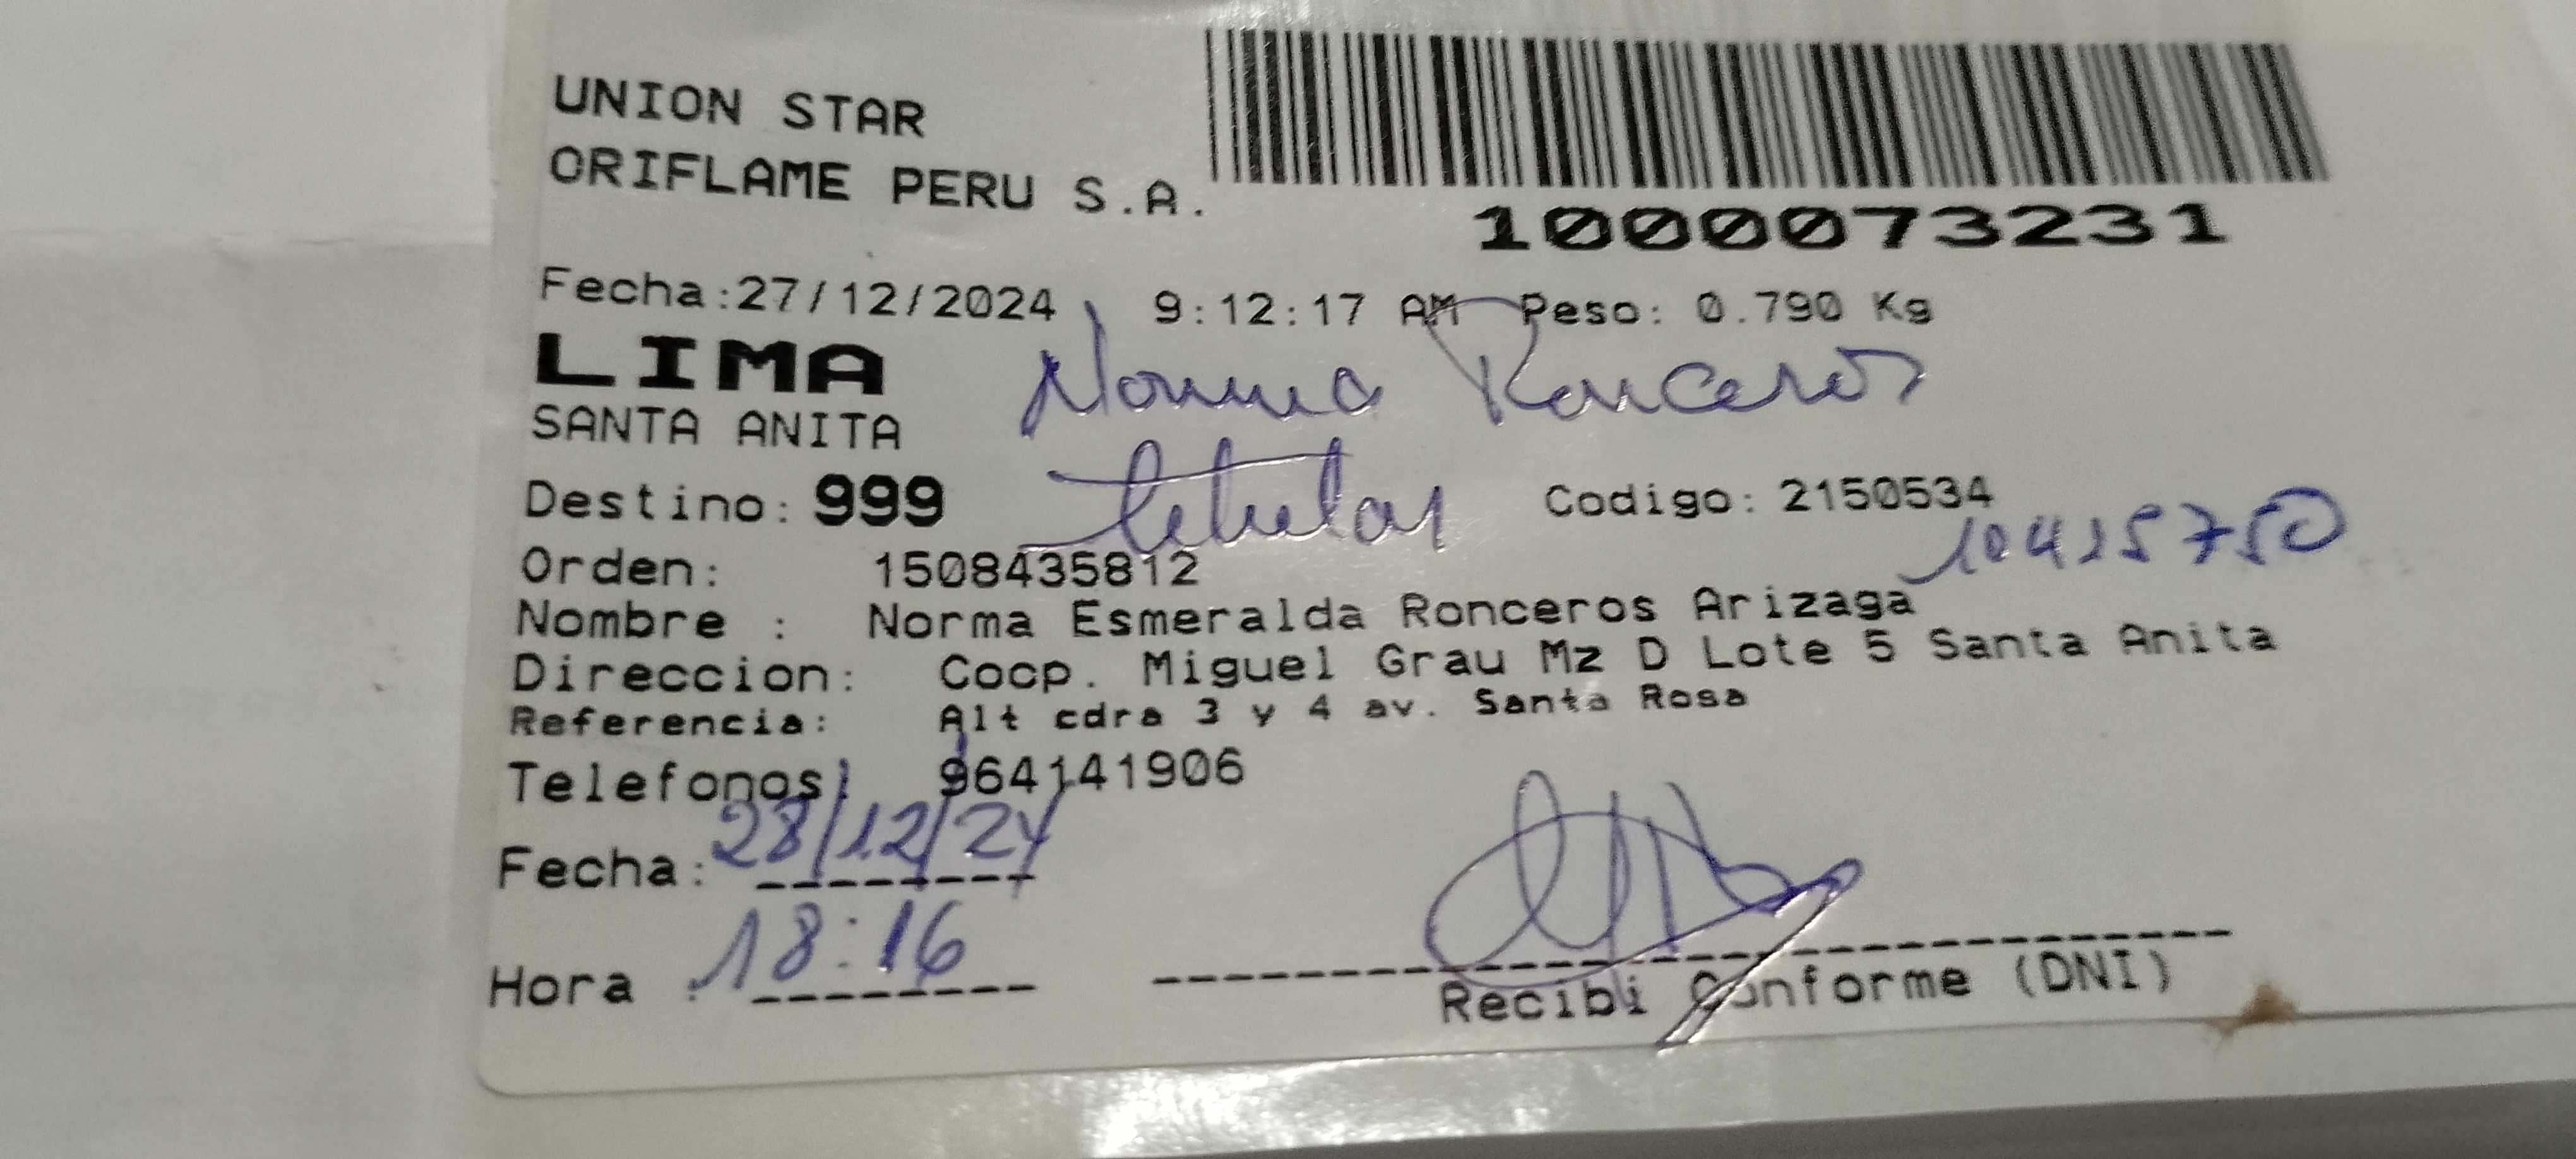 UNION STAR
ORIFLAME PERU S.A.
1000073231
Fecha:27/12/2024 9:12:17 AM Peso: 0.790 Kg
LIMA
Norma Ronceros
SANTA ANITA
titular
Destino: 999 Codigo: 2150534
10415750
Orden: 1508435812
Nombre : Norma Esmeralda Ronceros Arizaga
Direccion: Coop. Miguel Grau Mz D Lote 5 Santa Anita
Referencia: Alt cdra 3 y 4 av. Santa Rosa
Telefonos: 964141906
Fecha: 28/12/24
Hora : 18:16
Recibi Conforme (DNI)